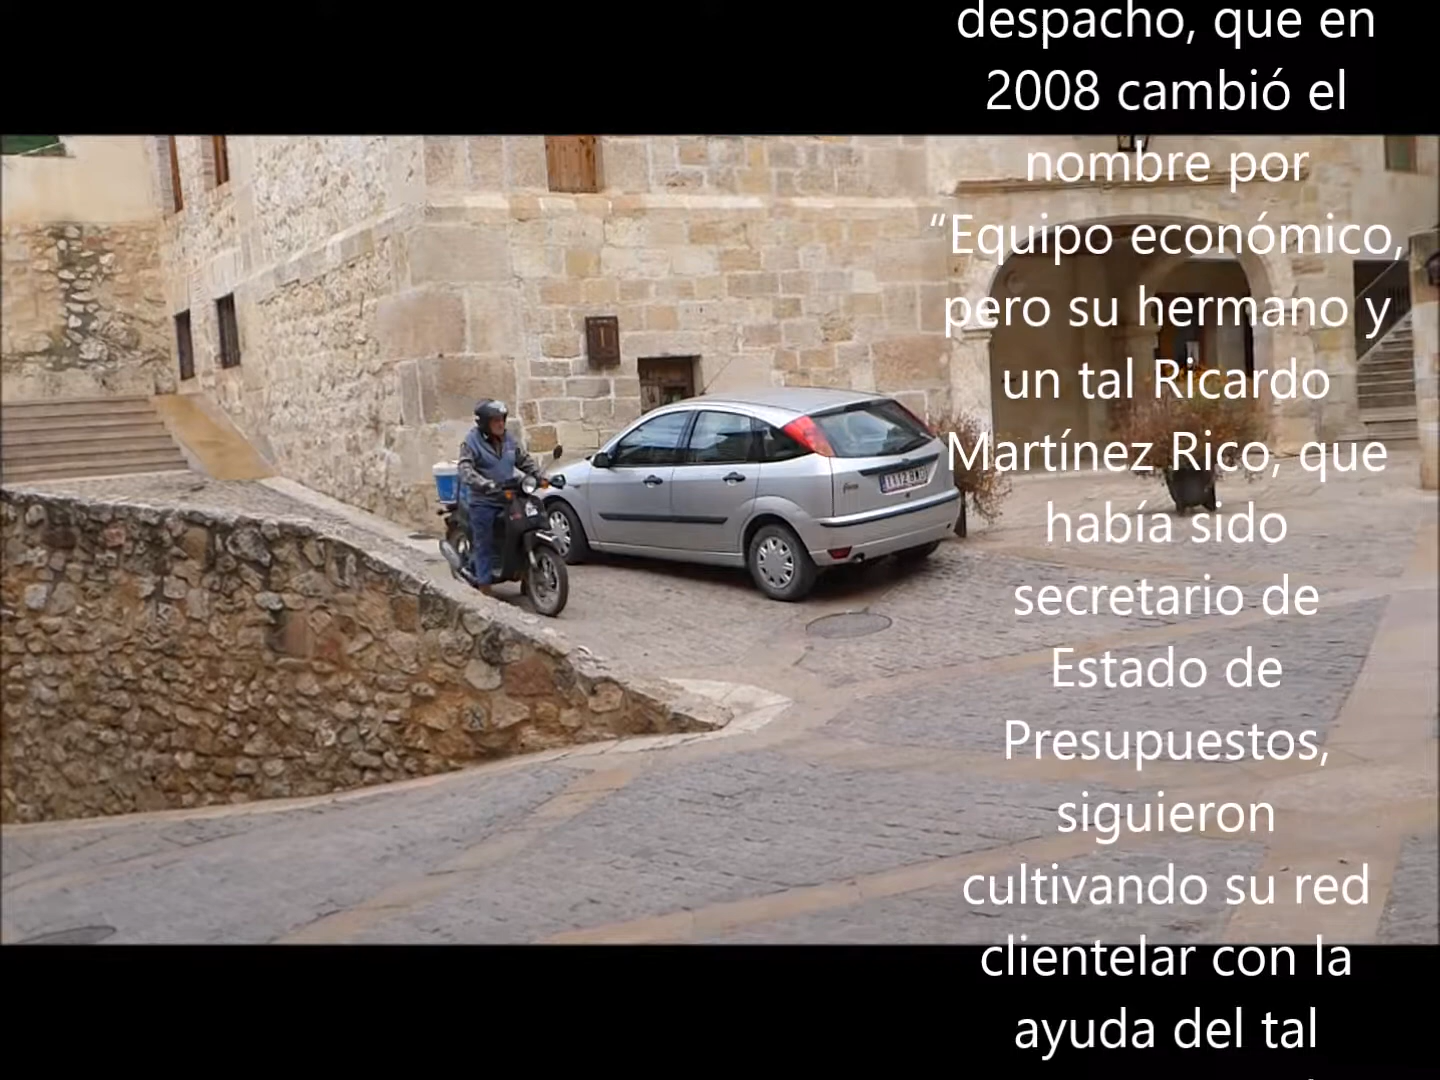 despacho, que en
2008 cambió el
nombre por
“Equipo económico,
pero su hermano y
un tal Ricardo
Martínez Rico, que
había sido
secretario de
Estado de
Presupuestos,
siguieron
cultivando su red
clientelar con la
ayuda del tal